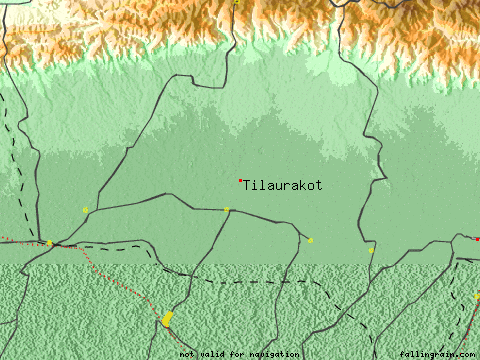 Tilaurakot
not valid for navigation
fallingrain.com